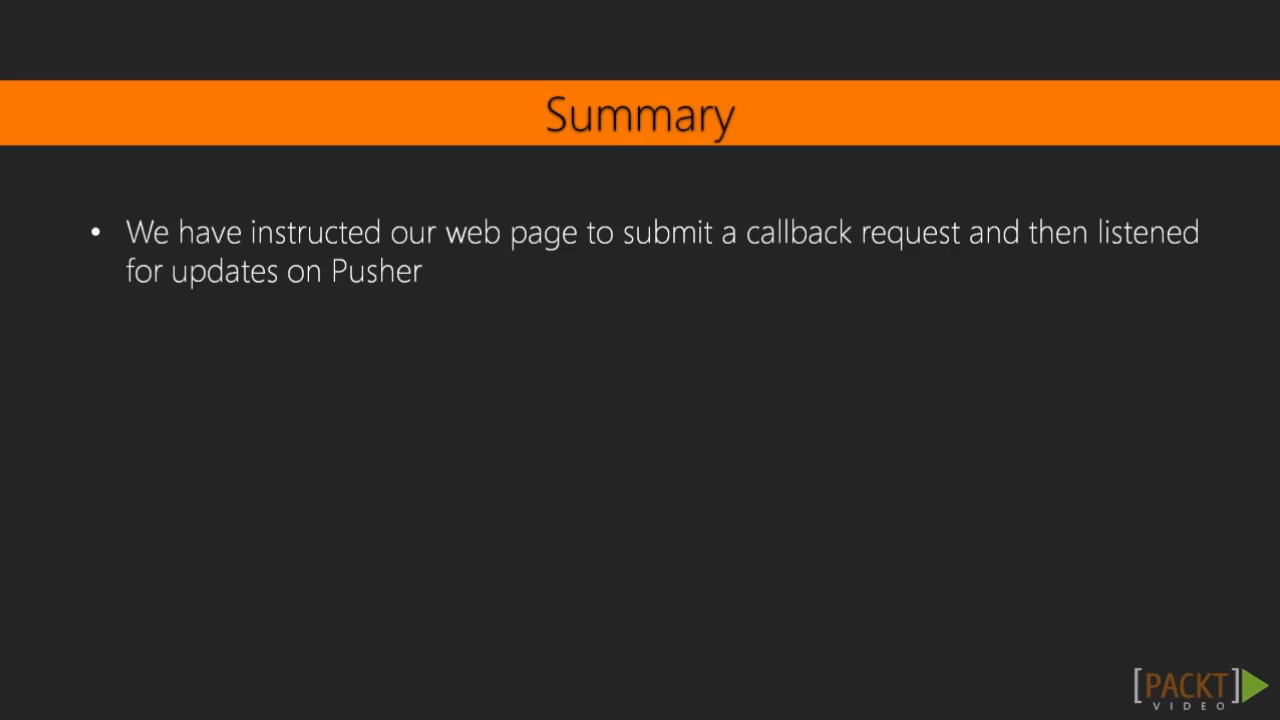 Summary
• We have instructed our web page to submit a callback request and then listened
for updates on Pusher
[PACKT]
VIDEO